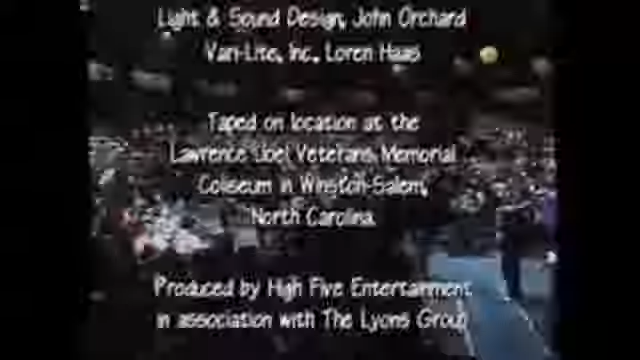 Light & Sound Design, John Orchard
Vari-Lite, Inc., Loren Haas
Taped on location at the
Lawrence Joel Veterans Memorial
Coliseum in Winston-Salem,
North Carolina.
Produced by High Five Entertainment
in association with The Lyons Group